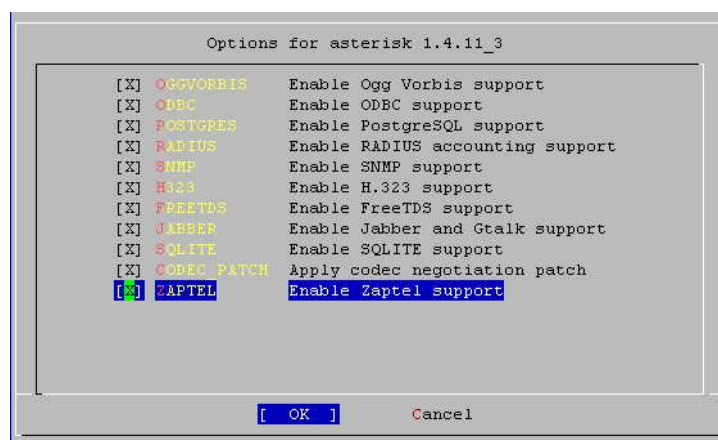 Options for asterisk 1.4.11_3
[X] OGGVORBIS Enable Ogg Vorbis support
[X] ODBC Enable ODBC support
[X] POSTGRES Enable PostgreSQL support
[X] RADIUS Enable RADIUS accounting support
[X] SNMP Enable SNMP support
[X] H323 Enable H.323 support
[X] FREETDS Enable FreeTDS support
[X] JABBER Enable Jabber and Gtalk support
[X] SQLITE Enable SQLITE support
[X] CODEC_PATCH Apply codec negotiation patch
[X] ZAPTEL Enable Zaptel support
[ OK ] Cancel